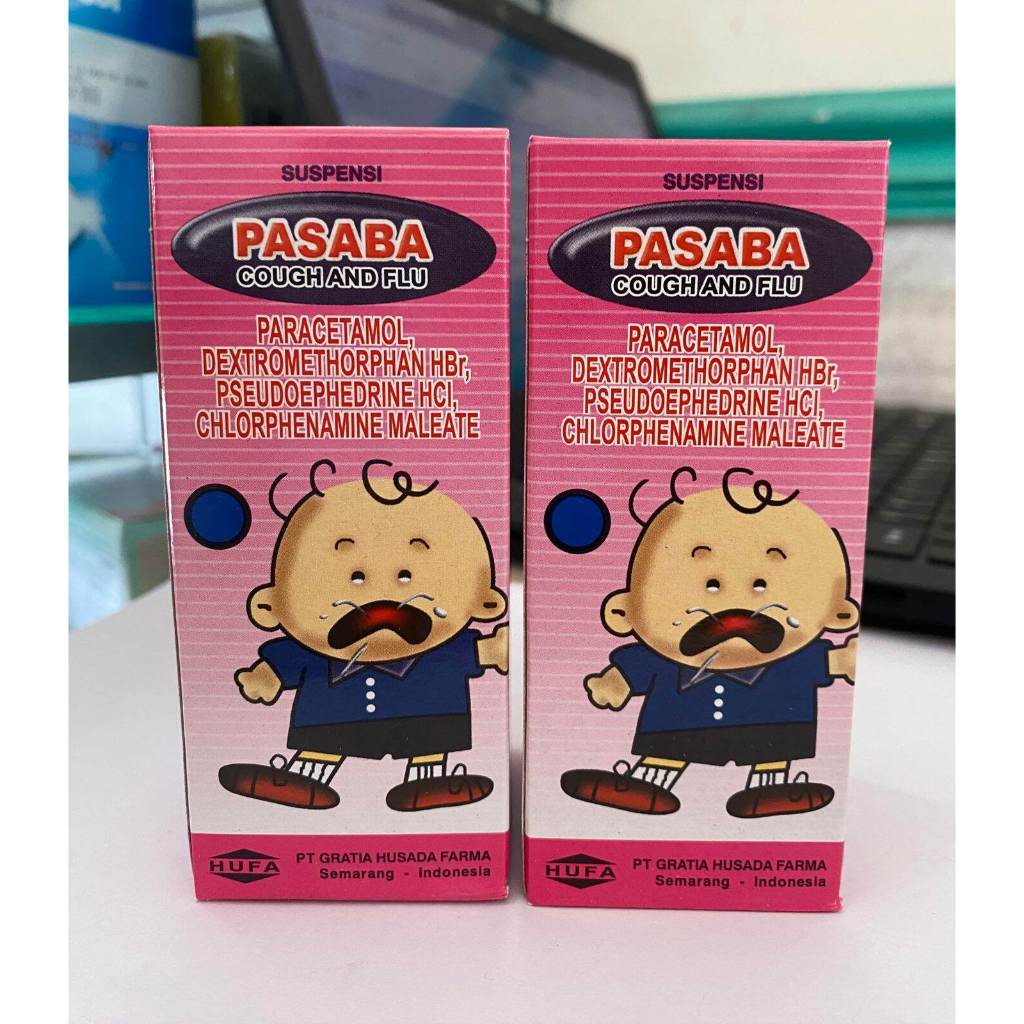 SUSPENSI
PASABA
COUGH AND FLU
PARACETAMOL,
DEXTROMETHORPHAN HBr,
PSEUDOEPHEDRINE HCl,
CHLORPHENAMINE MALEATE
HUFA
PT GRATIA HUSADA FARMA
Semarang - Indonesia
SUSPENSI
PASABA
COUGH AND FLU
PARACETAMOL,
DEXTROMETHORPHAN HBr,
PSEUDOEPHEDRINE HCl,
CHLORPHENAMINE MALEATE
HUFA
PT GRATIA HUSADA FARMA
Semarang - Indonesia